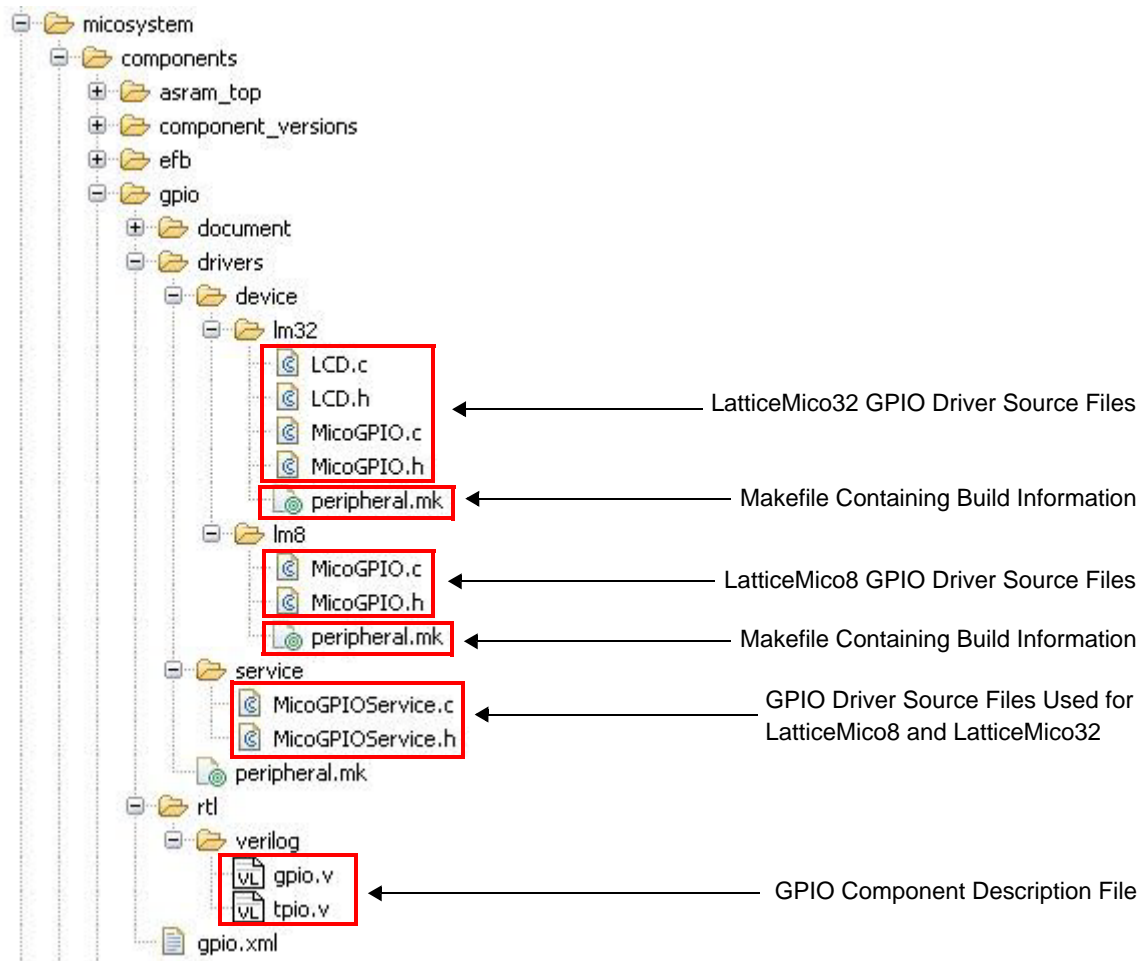 micosystem
components
asram_top
component_versions
efb
gpio
document
drivers
device
lm32
LCD.c
LCD.h
LatticeMico32 GPIO Driver Source Files
MicoGPIO.c
MicoGPIO.h
peripheral.mk
Makefile Containing Build Information
lm8
MicoGPIO.c
LatticeMico8 GPIO Driver Source Files
MicoGPIO.h
peripheral.mk
Makefile Containing Build Information
service
MicoGPIOService.c
GPIO Driver Source Files Used for
LatticeMico8 and LatticeMico32
MicoGPIOService.h
peripheral.mk
rtl
verilog
VL gpio.v
GPIO Component Description File
VL tpio.v
gpio.xml